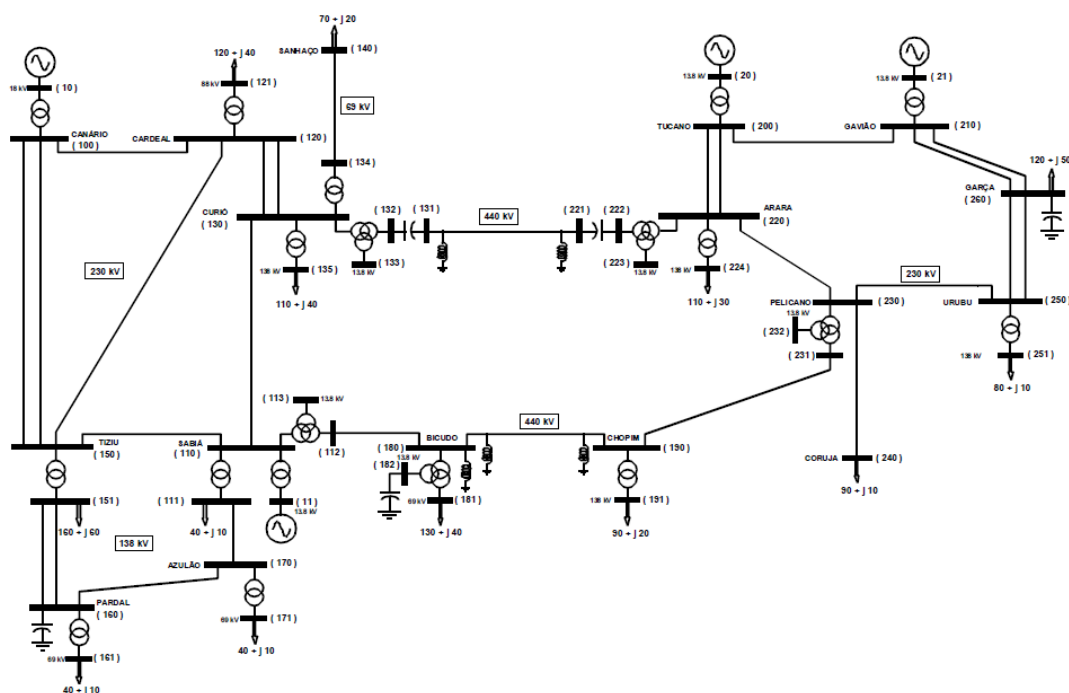 70 + j 20
SANHAÇO
( 140 )
120 + j 40
18 kV
( 10 )
88 kV
( 121 )
13.8 kV
( 20 )
13.8 kV
( 21 )
69 kV
CANÁRIO
( 100 )
CARDEAL
( 120 )
TUCANO
( 200 )
GAVIÃO
( 210 )
( 134 )
120 + j 50
GARÇA
( 260 )
CURIÓ
( 130 )
( 132 )
( 131 )
440 kV
( 221 )
( 222 )
ARARA
( 220 )
( 133 )
13.8 kV
( 223 )
13.8 kV
138 kV
( 135 )
110 + j 40
138 kV
( 224 )
110 + j 30
230 kV
230 kV
PELICANO
( 230 )
13.8 kV
( 232 )
( 231 )
URUBU
( 250 )
138 kV
( 251 )
80 + j 10
( 113 )
13.8 kV
440 kV
TIZIU
( 150 )
SABIÁ
( 110 )
( 112 )
( 180 )
BICUDO
CHOPIM
( 190 )
13.8 kV
( 182 )
CORUJA
( 240 )
90 + j 10
( 151 )
160 + j 60
( 111 )
40 + j 10
( 11 )
13.8 kV
69 kV
( 181 )
130 + j 40
138 kV
( 191 )
90 + j 20
138 kV
AZULÃO
( 170 )
PARDAL
( 160 )
69 kV
( 171 )
40 + j 10
69 kV
( 161 )
40 + j 10